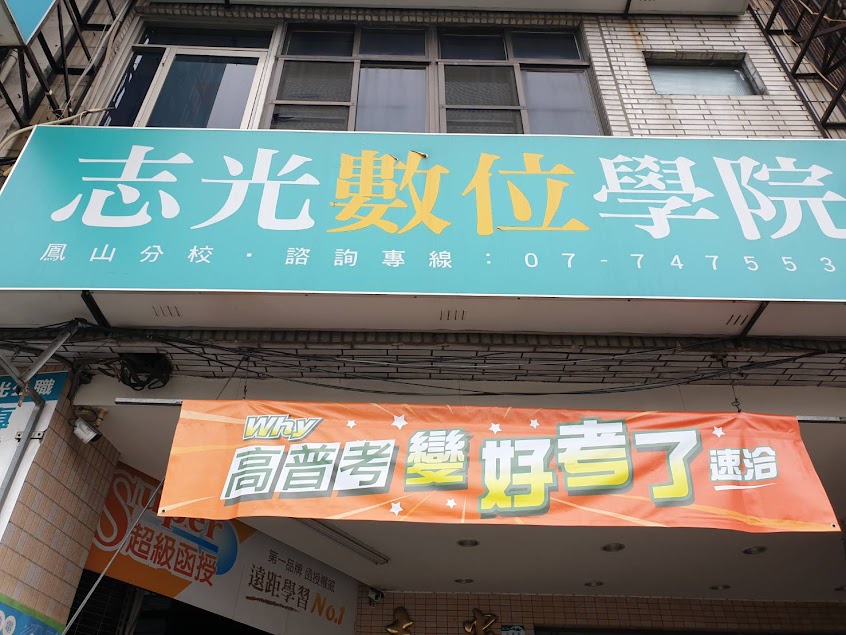 志光數位學院
鳳山分校・諮詢專線：07-747553
Why
高普考變好考了速洽
Super
超級函授
第一品牌 函授權威
遠距學習No.1